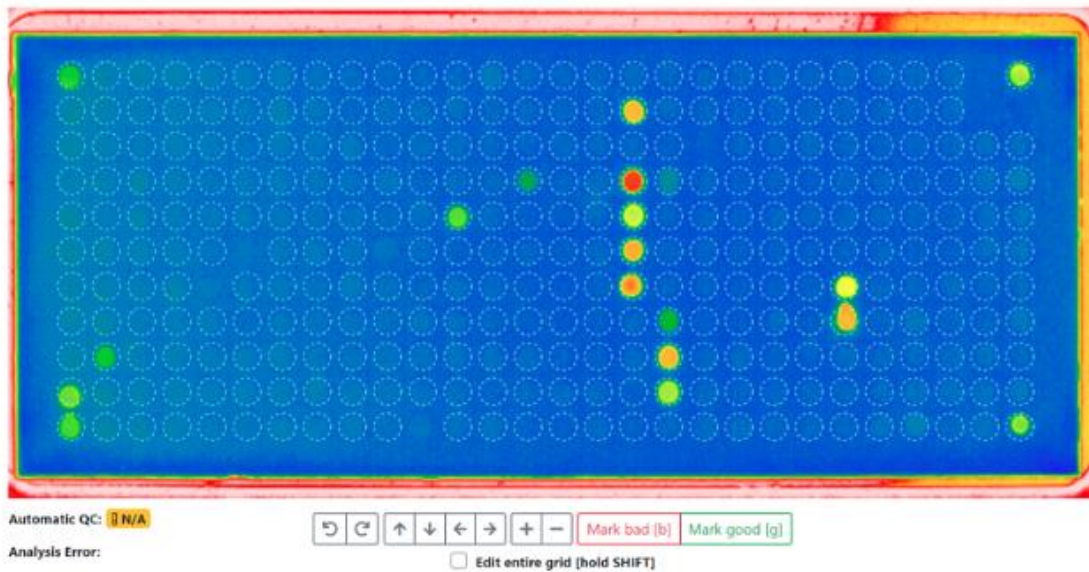 Automatic QC: N/A
Mark bad [b] Mark good [g]
Analysis Error:
Edit entire grid [hold SHIFT]